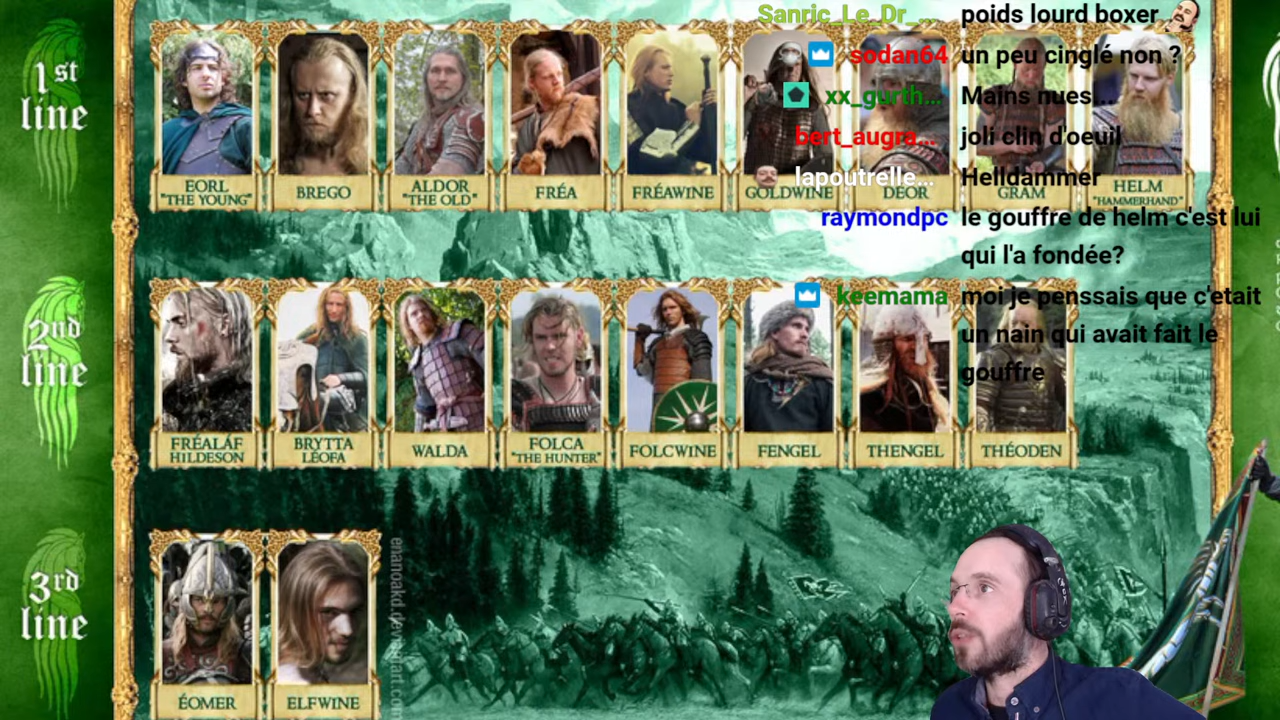 Sanric_Le_Dr_... poids lourd boxer
sodan64 un peu cinglé non ?
xx_gurth... Mains nues...
bert_augra... joli clin d'oeuil
lapoutrelle... Helldammer
raymondpc le gouffre de helm c'est lui
qui l'a fondée?
keemama moi je penssais que c'etait
un nain qui avait fait le
gouffre
1st
line
EORL
"THE YOUNG"
BREGO
ALDOR
"THE OLD"
FRÉA
FRÉAWINE
GOLDWINE
DÉOR
GRAM
HELM
"HAMMERHAND"
2nd
line
FRÉALÁF
HILDESON
BRYTTA
LÉOFA
WALDA
FOLCA
"THE HUNTER"
FOLCWINE
FENGEL
THENGEL
THÉODEN
3rd
line
ÉOMER
ELFWINE